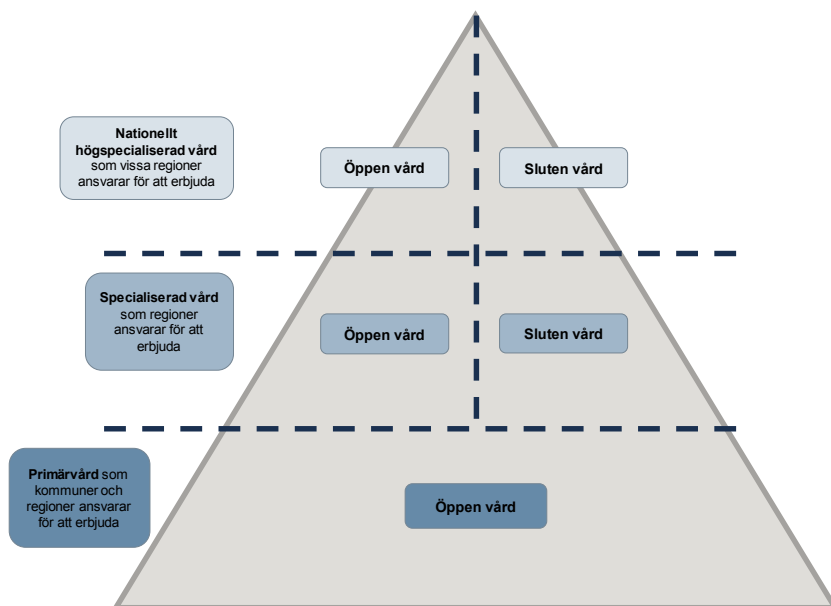 Nationellt
högspecialiserad vård
som vissa regioner
ansvarar för att erbjuda
Öppen vård
Sluten vård
Specialiserad vård
som regioner
ansvarar för att
erbjuda
Öppen vård
Sluten vård
Primärvård som
kommuner och
regioner ansvarar
för att erbjuda
Öppen vård